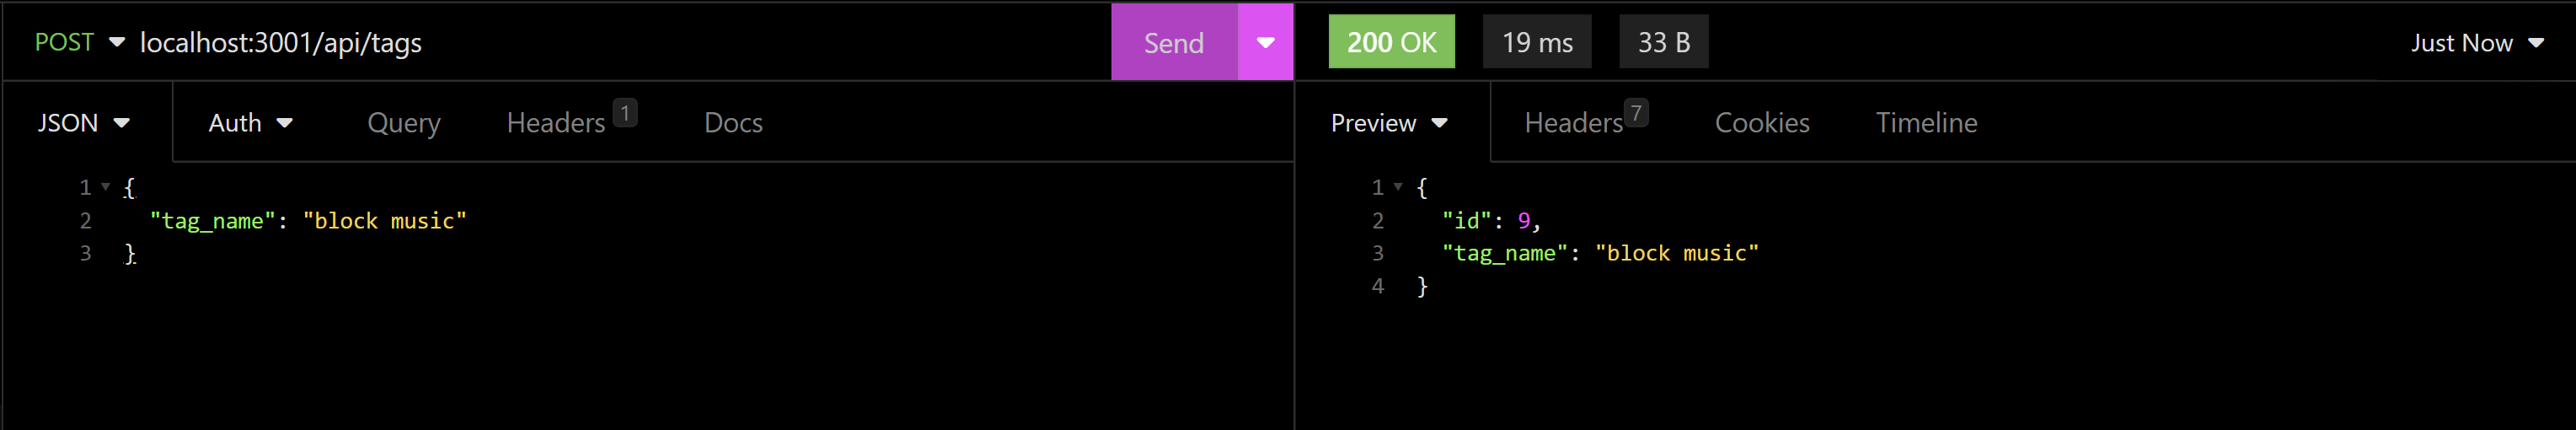 POST localhost:3001/api/tags Send 200 OK 19 ms 33 B Just Now
JSON Auth Query Headers 1 Docs Preview Headers 7 Cookies Timeline
1 {
2 "tag_name": "block music"
3 }
1 {
2 "id": 9,
3 "tag_name": "block music"
4 }